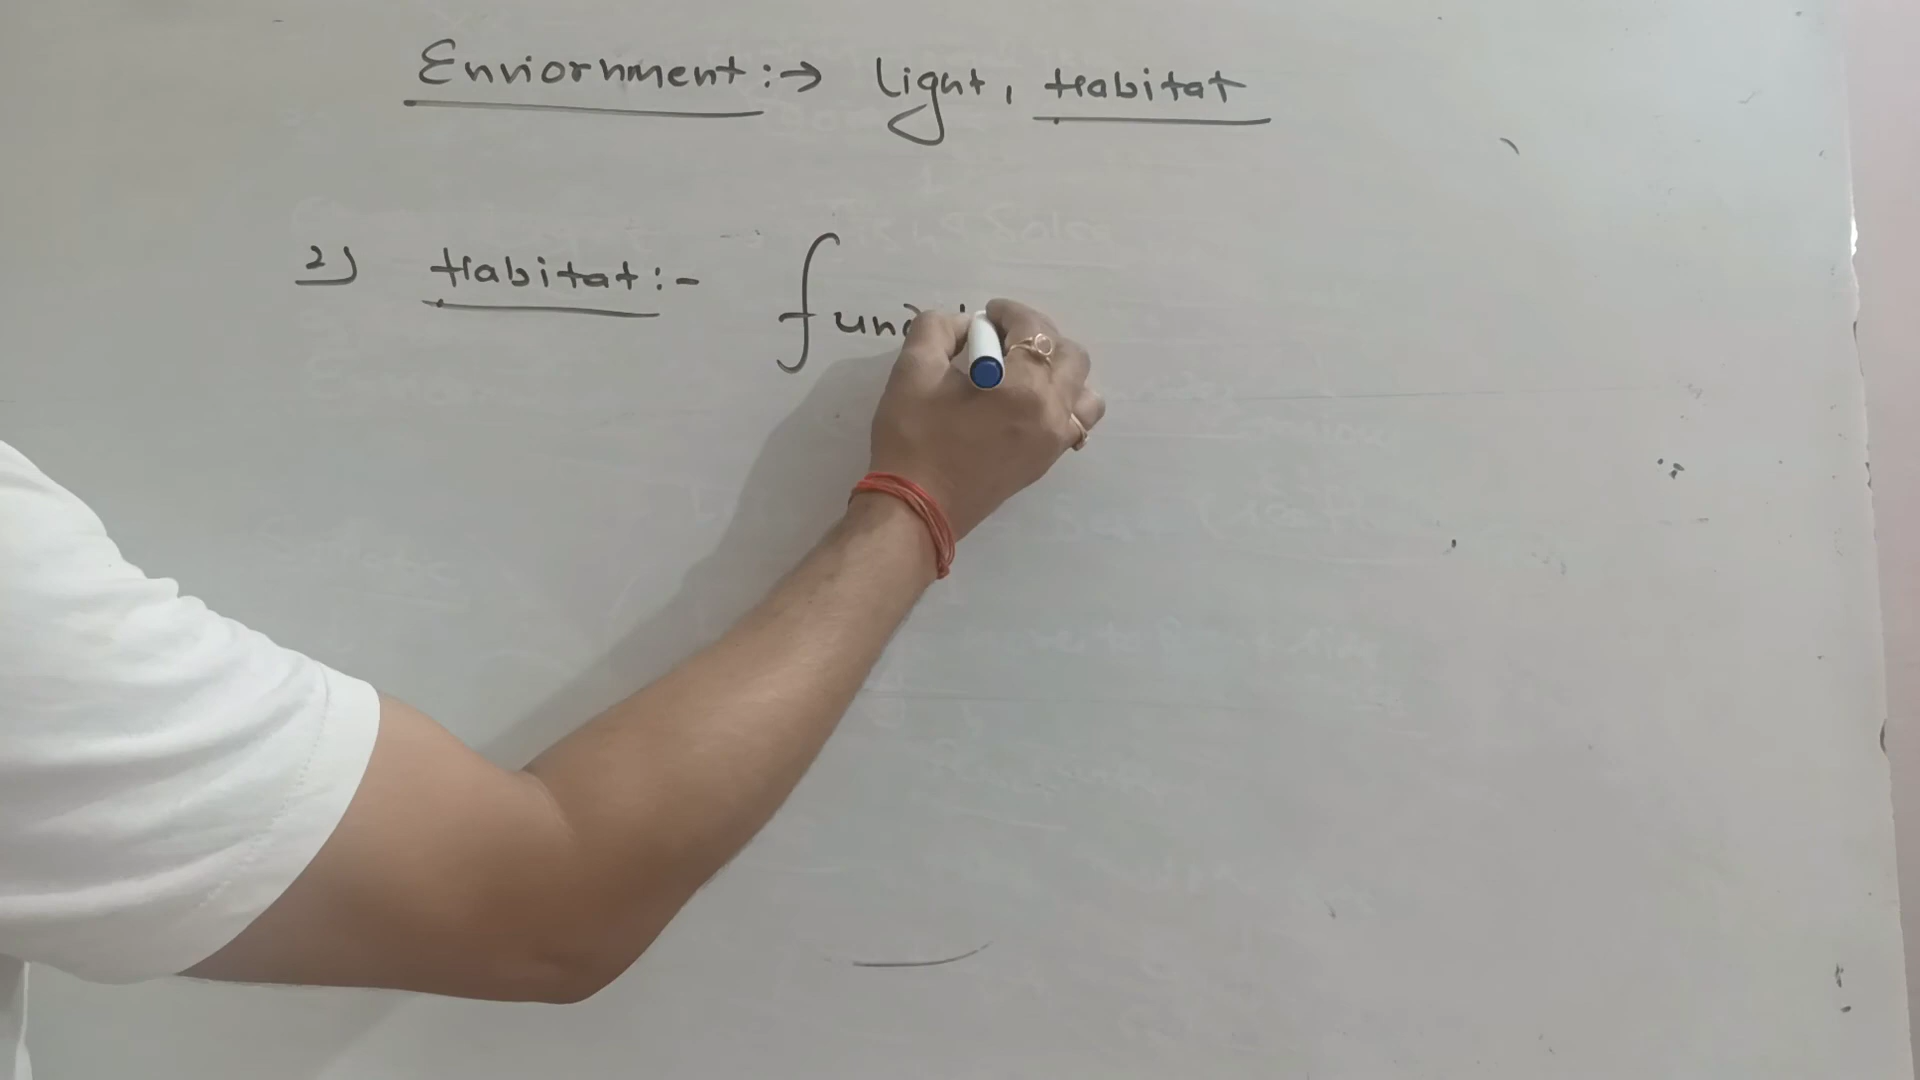 Enviornment :→ Light, Habitat
2) Habitat :-